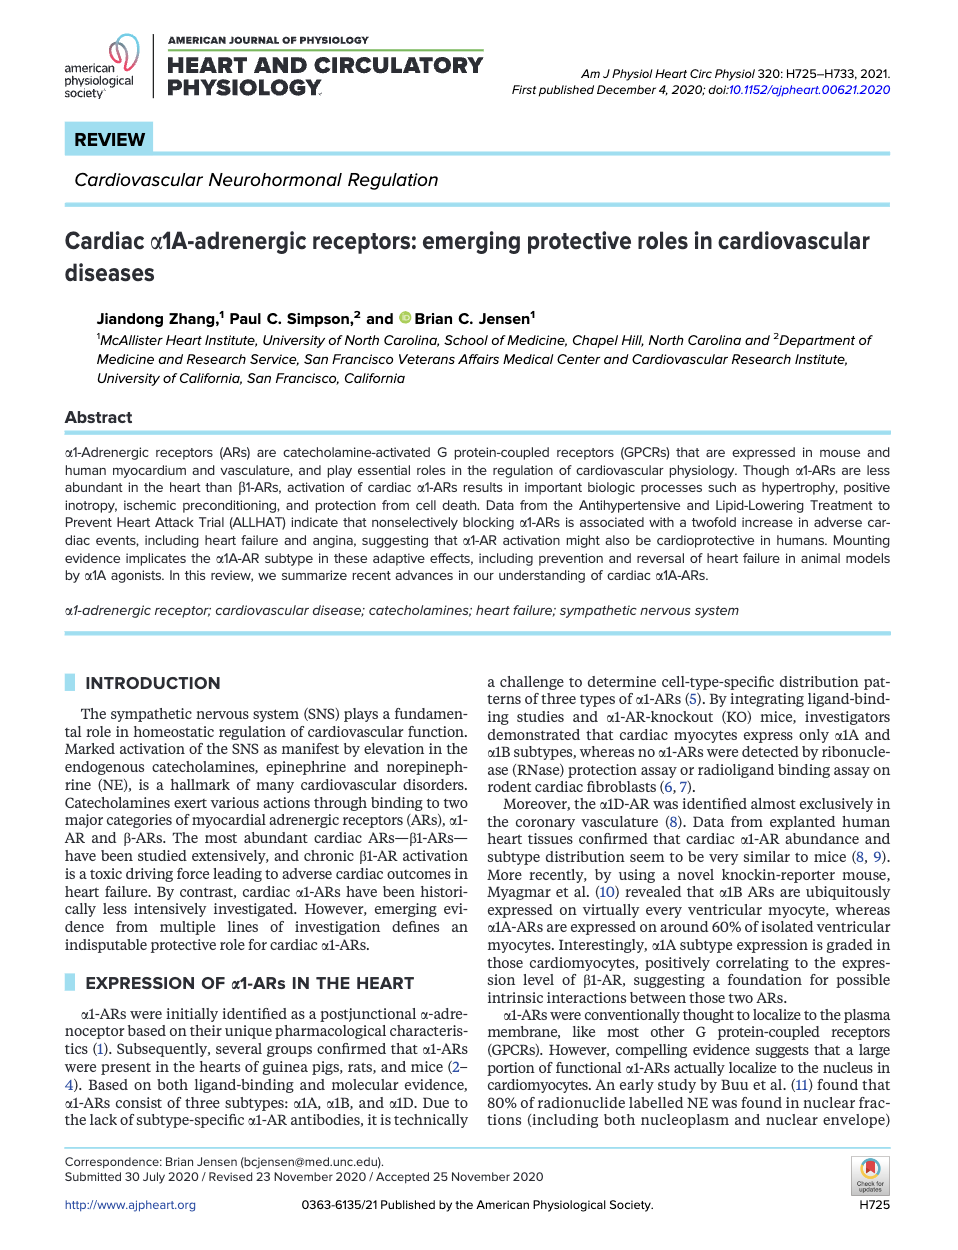 american
physiological
society
AMERICAN JOURNAL OF PHYSIOLOGY
HEART AND CIRCULATORY
PHYSIOLOGY
Am J Physiol Heart Circ Physiol 320: H725–H733, 2021.
First published December 4, 2020; doi:10.1152/ajpheart.00621.2020
REVIEW
Cardiovascular Neurohormonal Regulation
Cardiac α1A-adrenergic receptors: emerging protective roles in cardiovascular
diseases
Jiandong Zhang,1 Paul C. Simpson,2 and iD Brian C. Jensen1
1McAllister Heart Institute, University of North Carolina, School of Medicine, Chapel Hill, North Carolina and 2Department of
Medicine and Research Service, San Francisco Veterans Affairs Medical Center and Cardiovascular Research Institute,
University of California, San Francisco, California
Abstract
α1-Adrenergic receptors (ARs) are catecholamine-activated G protein-coupled receptors (GPCRs) that are expressed in mouse and
human myocardium and vasculature, and play essential roles in the regulation of cardiovascular physiology. Though α1-ARs are less
abundant in the heart than β1-ARs, activation of cardiac α1-ARs results in important biologic processes such as hypertrophy, positive
inotropy, ischemic preconditioning, and protection from cell death. Data from the Antihypertensive and Lipid-Lowering Treatment to
Prevent Heart Attack Trial (ALLHAT) indicate that nonselectively blocking α1-ARs is associated with a twofold increase in adverse car-
diac events, including heart failure and angina, suggesting that α1-AR activation might also be cardioprotective in humans. Mounting
evidence implicates the α1A-AR subtype in these adaptive effects, including prevention and reversal of heart failure in animal models
by α1A agonists. In this review, we summarize recent advances in our understanding of cardiac α1A-ARs.
α1-adrenergic receptor; cardiovascular disease; catecholamines; heart failure; sympathetic nervous system
INTRODUCTION
The sympathetic nervous system (SNS) plays a fundamen-
tal role in homeostatic regulation of cardiovascular function.
Marked activation of the SNS as manifest by elevation in the
endogenous catecholamines, epinephrine and norepineph-
rine (NE), is a hallmark of many cardiovascular disorders.
Catecholamines exert various actions through binding to two
major categories of myocardial adrenergic receptors (ARs), α1-
AR and β-ARs. The most abundant cardiac ARs—β1-ARs—
have been studied extensively, and chronic β1-AR activation
is a toxic driving force leading to adverse cardiac outcomes in
heart failure. By contrast, cardiac α1-ARs have been histori-
cally less intensively investigated. However, emerging evi-
dence from multiple lines of investigation defines an
indisputable protective role for cardiac α1-ARs.
EXPRESSION OF α1-ARs IN THE HEART
α1-ARs were initially identified as a postjunctional α-adre-
noceptor based on their unique pharmacological characteris-
tics (1). Subsequently, several groups confirmed that α1-ARs
were present in the hearts of guinea pigs, rats, and mice (2–
4). Based on both ligand-binding and molecular evidence,
α1-ARs consist of three subtypes: α1A, α1B, and α1D. Due to
the lack of subtype-specific α1-AR antibodies, it is technically
a challenge to determine cell-type-specific distribution pat-
terns of three types of α1-ARs (5). By integrating ligand-bind-
ing studies and α1-AR-knockout (KO) mice, investigators
demonstrated that cardiac myocytes express only α1A and
α1B subtypes, whereas no α1-ARs were detected by ribonucle-
ase (RNase) protection assay or radioligand binding assay on
rodent cardiac fibroblasts (6, 7).
Moreover, the α1D-AR was identified almost exclusively in
the coronary vasculature (8). Data from explanted human
heart tissues confirmed that cardiac α1-AR abundance and
subtype distribution seem to be very similar to mice (8, 9).
More recently, by using a novel knockin-reporter mouse,
Myagmar et al. (10) revealed that α1B ARs are ubiquitously
expressed on virtually every ventricular myocyte, whereas
α1A-ARs are expressed on around 60% of isolated ventricular
myocytes. Interestingly, α1A subtype expression is graded in
those cardiomyocytes, positively correlating to the expres-
sion level of β1-AR, suggesting a foundation for possible
intrinsic interactions between those two ARs.
α1-ARs were conventionally thought to localize to the plasma
membrane, like most other G protein-coupled receptors
(GPCRs). However, compelling evidence suggests that a large
portion of functional α1-ARs actually localize to the nucleus in
cardiomyocytes. An early study by Buu et al. (11) found that
80% of radionuclide labelled NE was found in nuclear frac-
tions (including both nucleoplasm and nuclear envelope)
Correspondence: Brian Jensen (bcjensen@med.unc.edu).
Submitted 30 July 2020 / Revised 23 November 2020 / Accepted 25 November 2020
Check for
updates
http://www.ajpheart.org
0363-6135/21 Published by the American Physiological Society.
H725